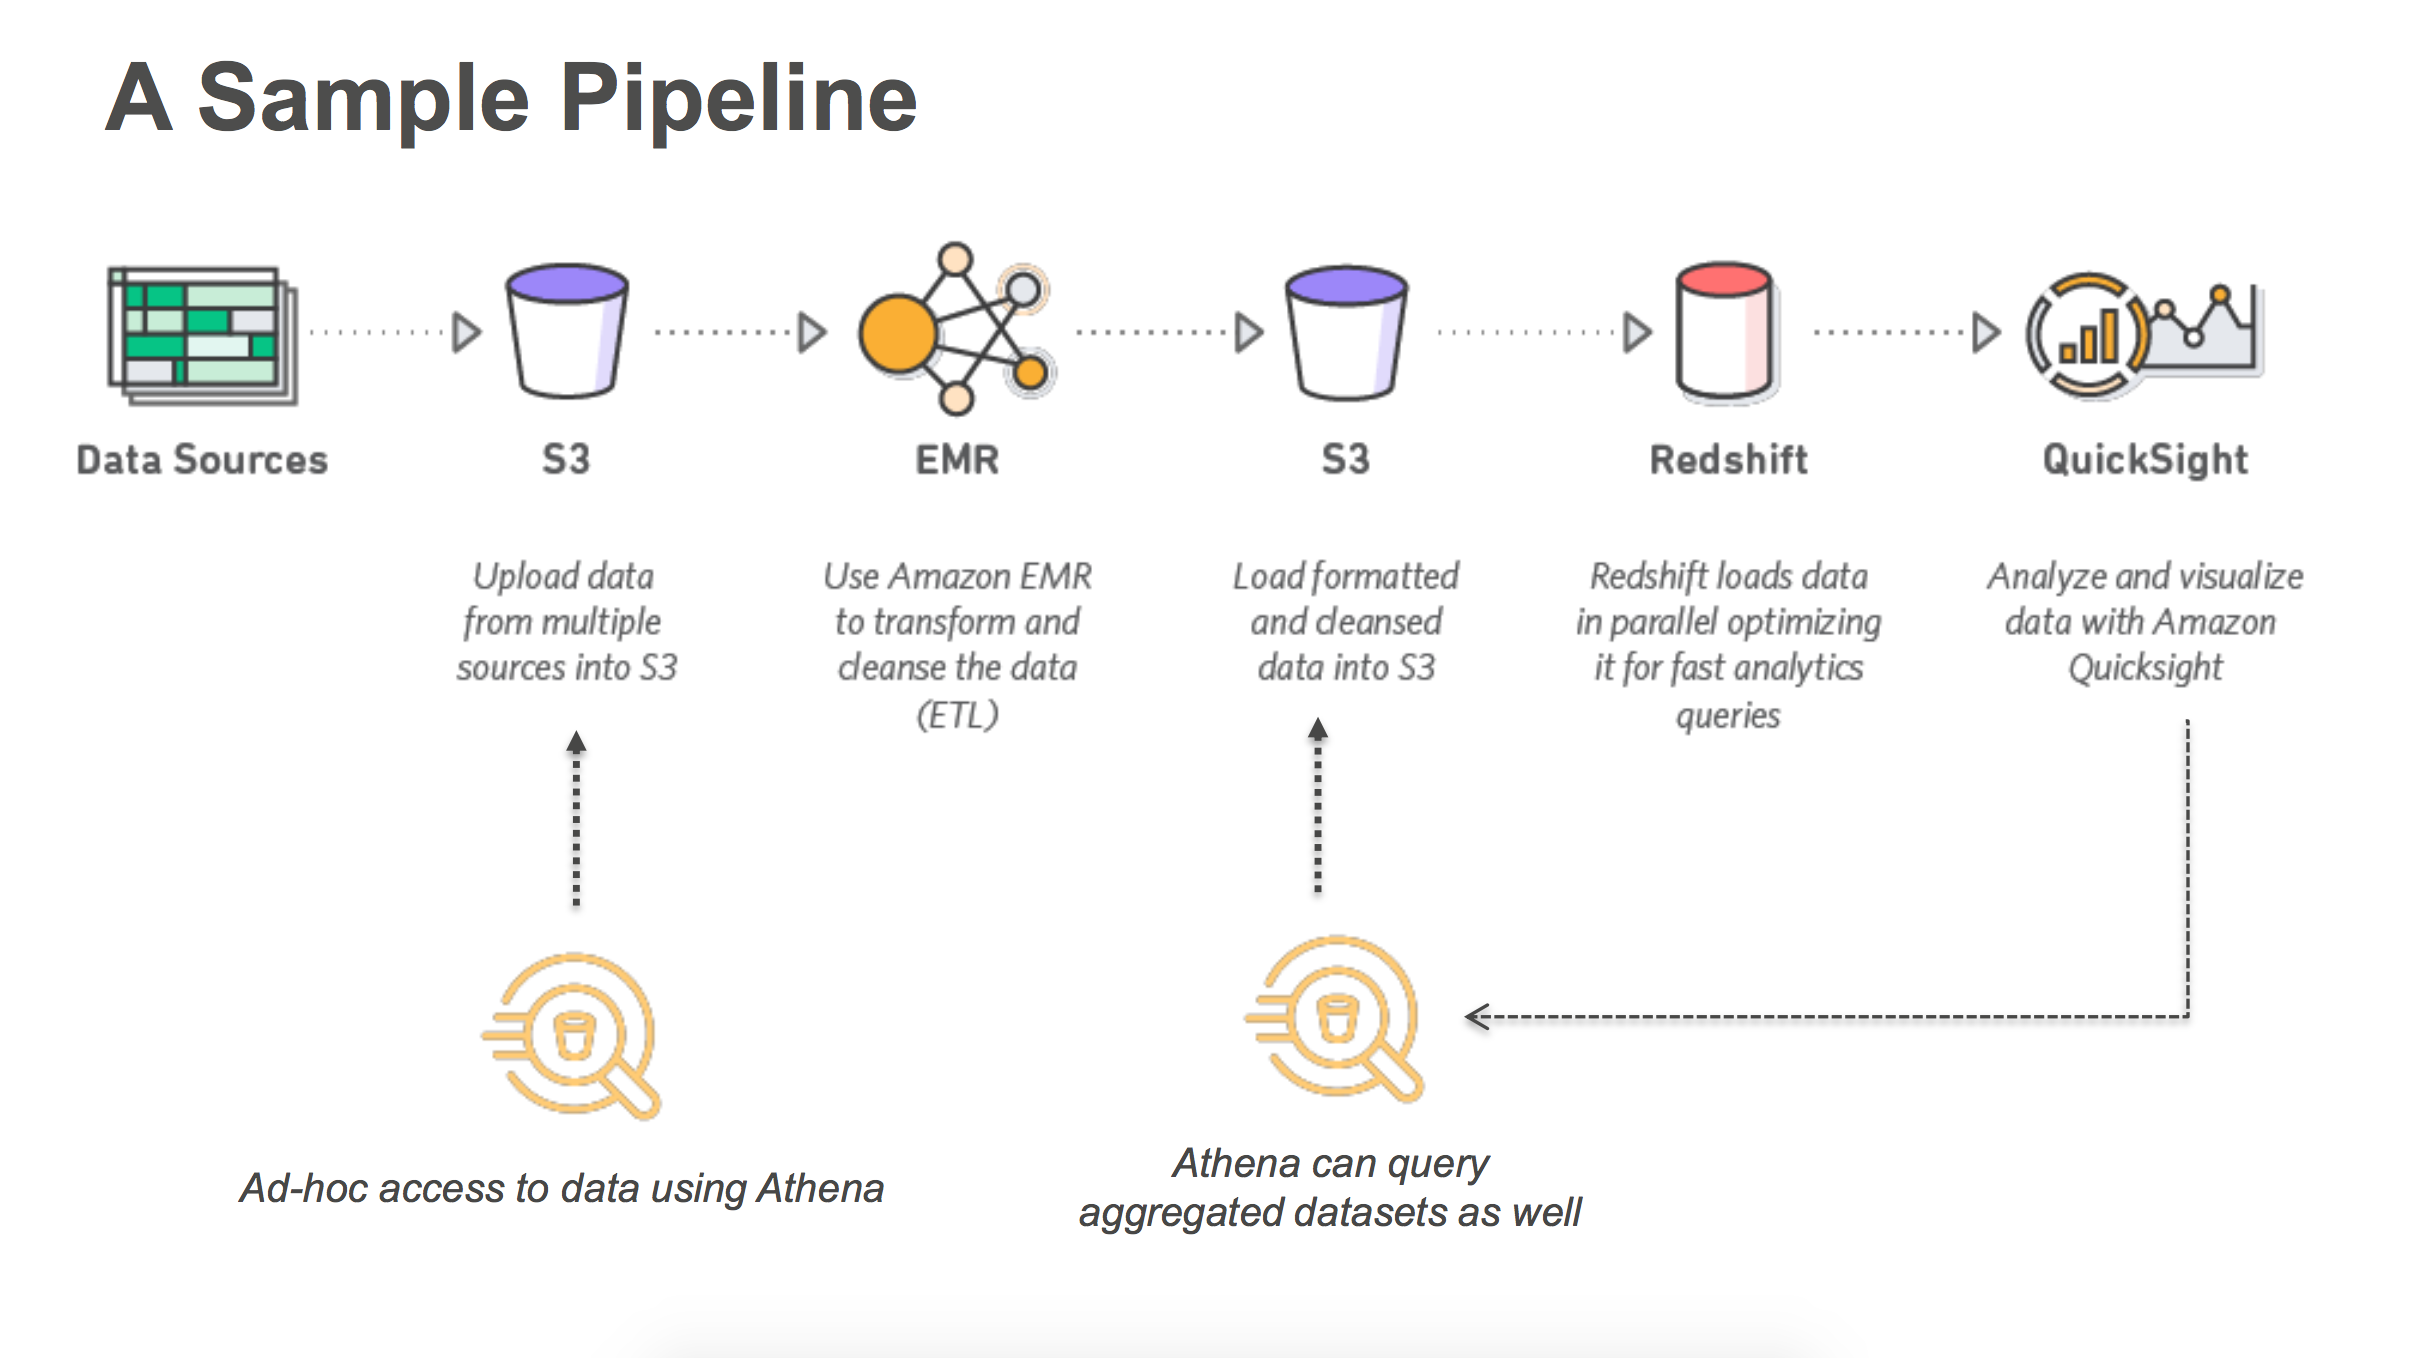 A Sample Pipeline
Data Sources
S3
EMR
S3
Redshift
QuickSight
Upload data
from multiple
sources into S3
Use Amazon EMR
to transform and
cleanse the data
(ETL)
Load formatted
and cleansed
data into S3
Redshift loads data
in parallel optimizing
it for fast analytics
queries
Analyze and visualize
data with Amazon
Quicksight
Ad-hoc access to data using Athena
Athena can query
aggregated datasets as well